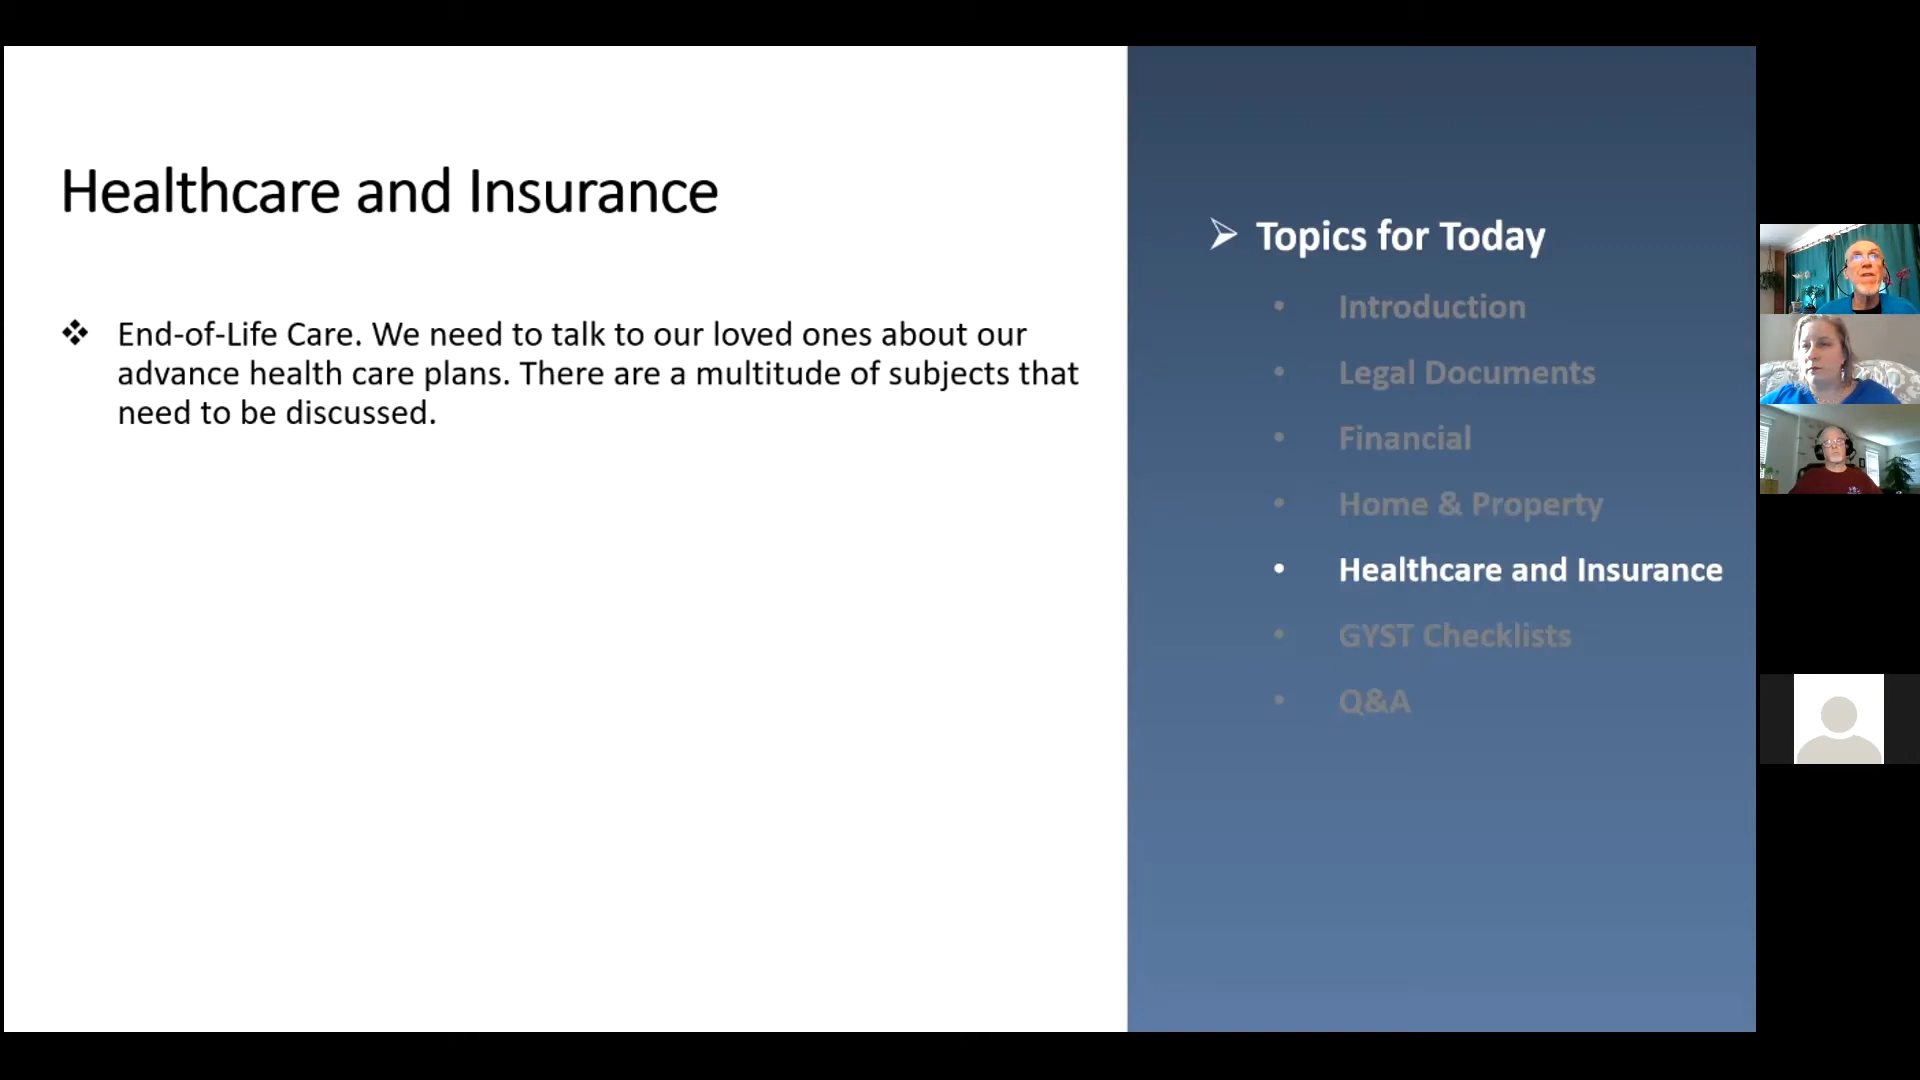 Healthcare and Insurance
❖ End-of-Life Care. We need to talk to our loved ones about our
advance health care plans. There are a multitude of subjects that
need to be discussed.
➢ Topics for Today
• Introduction
• Legal Documents
• Financial
• Home & Property
• Healthcare and Insurance
• GYST Checklists
• Q&A